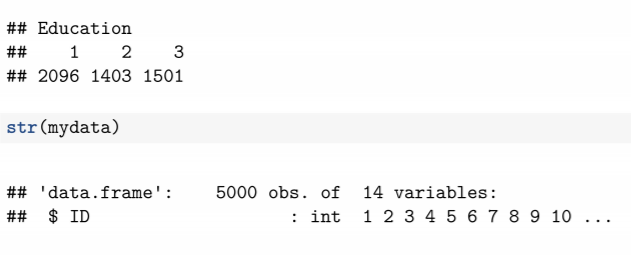 ## Education
##    1    2    3
## 2096 1403 1501
str(mydata)
## 'data.frame':    5000 obs. of  14 variables:
##  $ ID                  : int  1 2 3 4 5 6 7 8 9 10 ...